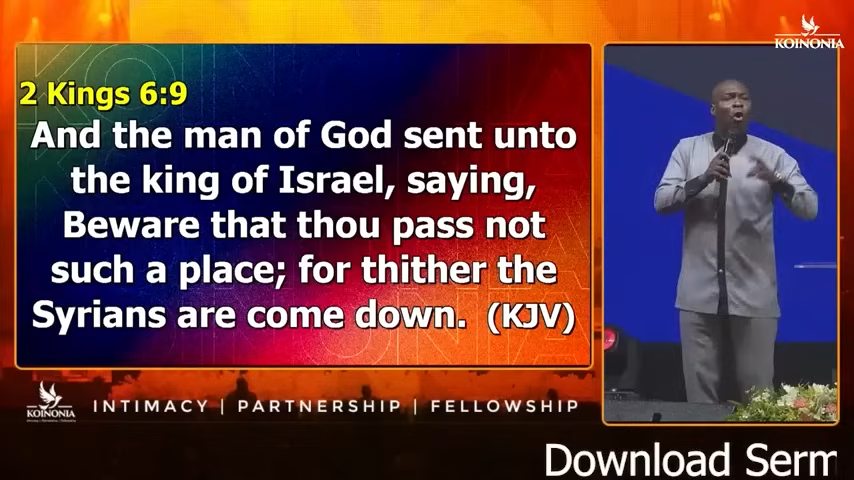 KOINONIA
2 Kings 6:9
And the man of God sent unto
the king of Israel, saying,
Beware that thou pass not
such a place; for thither the
Syrians are come down. (KJV)
KOINONIA
INTIMACY | PARTNERSHIP | FELLOWSHIP
Download Serm